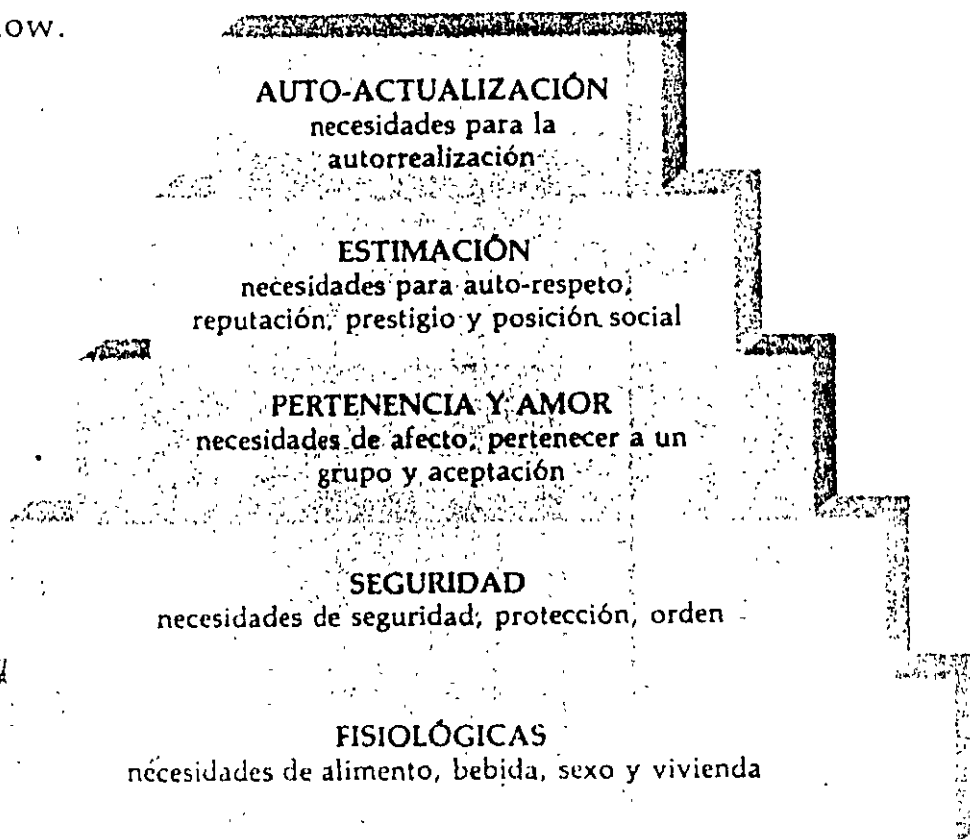 ow.
AUTO-ACTUALIZACIÓN
necesidades para la
autorrealización
ESTIMACIÓN
necesidades para auto-respeto,
reputación, prestigio y posición social
PERTENENCIA Y AMOR
necesidades de afecto, pertenecer a un
grupo y aceptación
SEGURIDAD
necesidades de seguridad, protección, orden
FISIOLÓGICAS
necesidades de alimento, bebida, sexo y vivienda